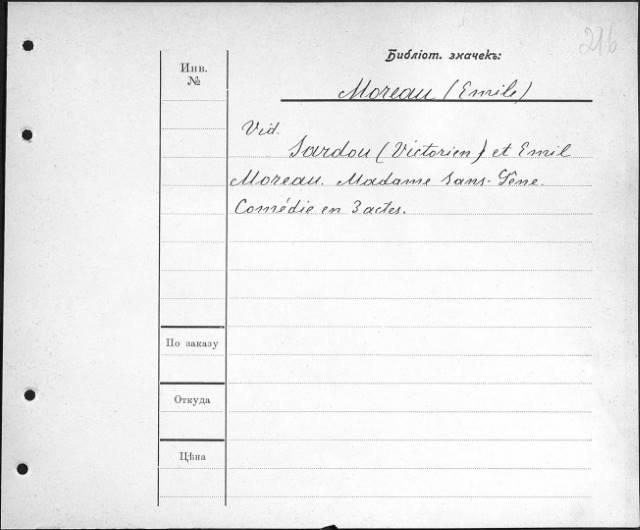 216
Библіот. значекъ:
Инв.
№
Moreau (Emile)
Vid.
Sardou (Victorien) et Emil
Moreau. Madame Sans-Gêne.
Comédie en 3 actes.
По заказу
Откуда
Цѣна